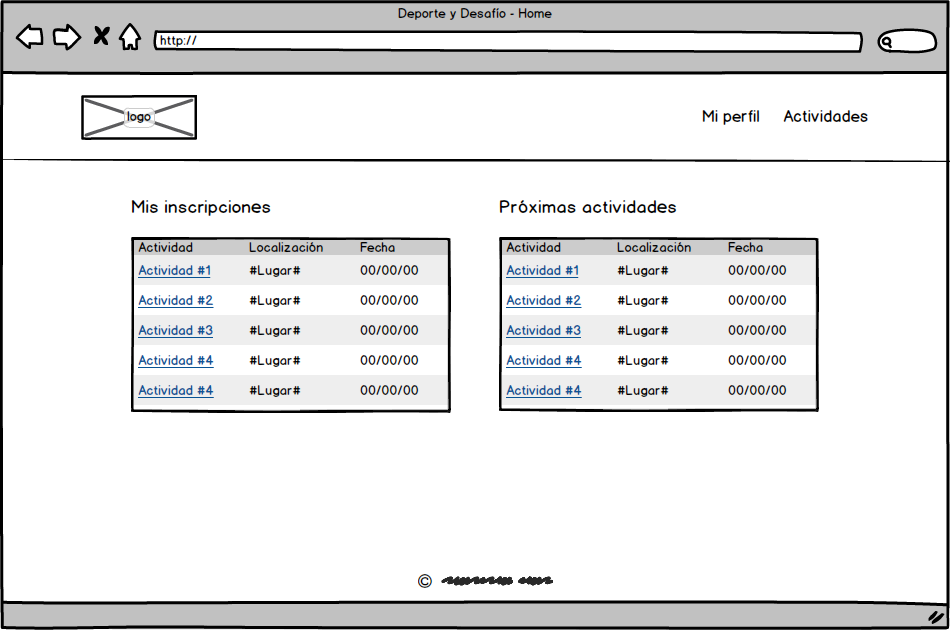 Deporte y Desafío - Home
http://
logo
Mi perfil Actividades
Mis inscripciones
Actividad Localización Fecha
Actividad #1 #Lugar# 00/00/00
Actividad #2 #Lugar# 00/00/00
Actividad #3 #Lugar# 00/00/00
Actividad #4 #Lugar# 00/00/00
Actividad #4 #Lugar# 00/00/00
Próximas actividades
Actividad Localización Fecha
Actividad #1 #Lugar# 00/00/00
Actividad #2 #Lugar# 00/00/00
Actividad #3 #Lugar# 00/00/00
Actividad #4 #Lugar# 00/00/00
Actividad #4 #Lugar# 00/00/00
©